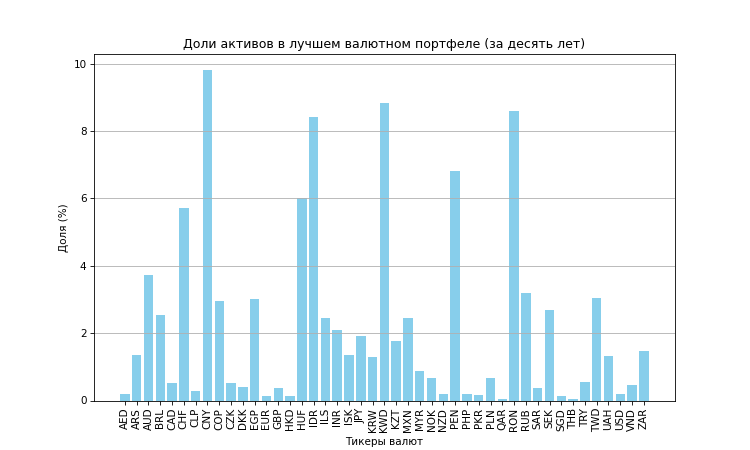 Доли активов в лучшем валютном портфеле (за десять лет)
Доля (%)
10
8
6
4
2
0
AED ARS AUD BRL CAD CHF CLP CNY COP CZK DKK EGP EUR GBP HKD HUF IDR ILS INR ISK JPY KRW KWD KZT MXN MYR NOK NZD PEN PHP PKR PLN QAR RON RUB SAR SEK SGD THB TRY TWD UAH USD VND ZAR
Тикеры валют